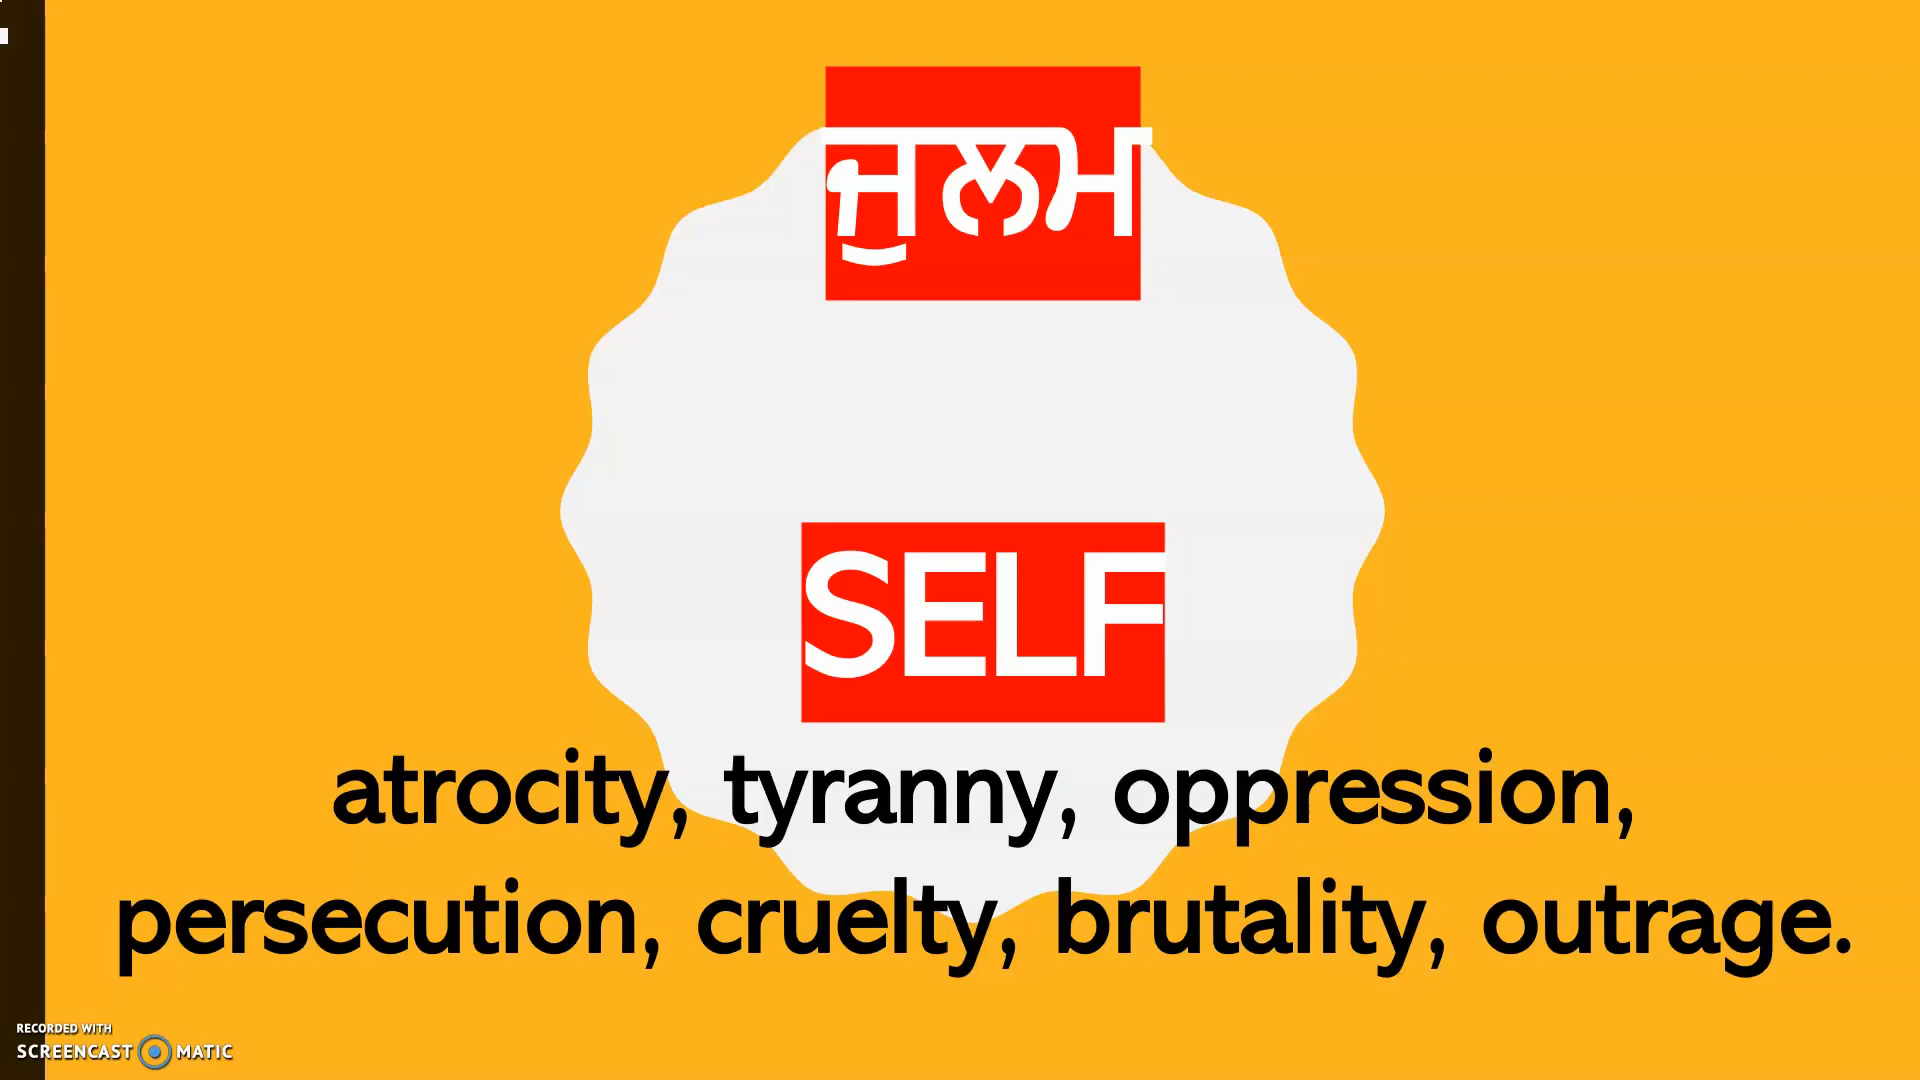 ਜੁਲਮ
SELF
atrocity, tyranny, oppression,
persecution, cruelty, brutality, outrage.
RECORDED WITH
SCREENCAST MATIC